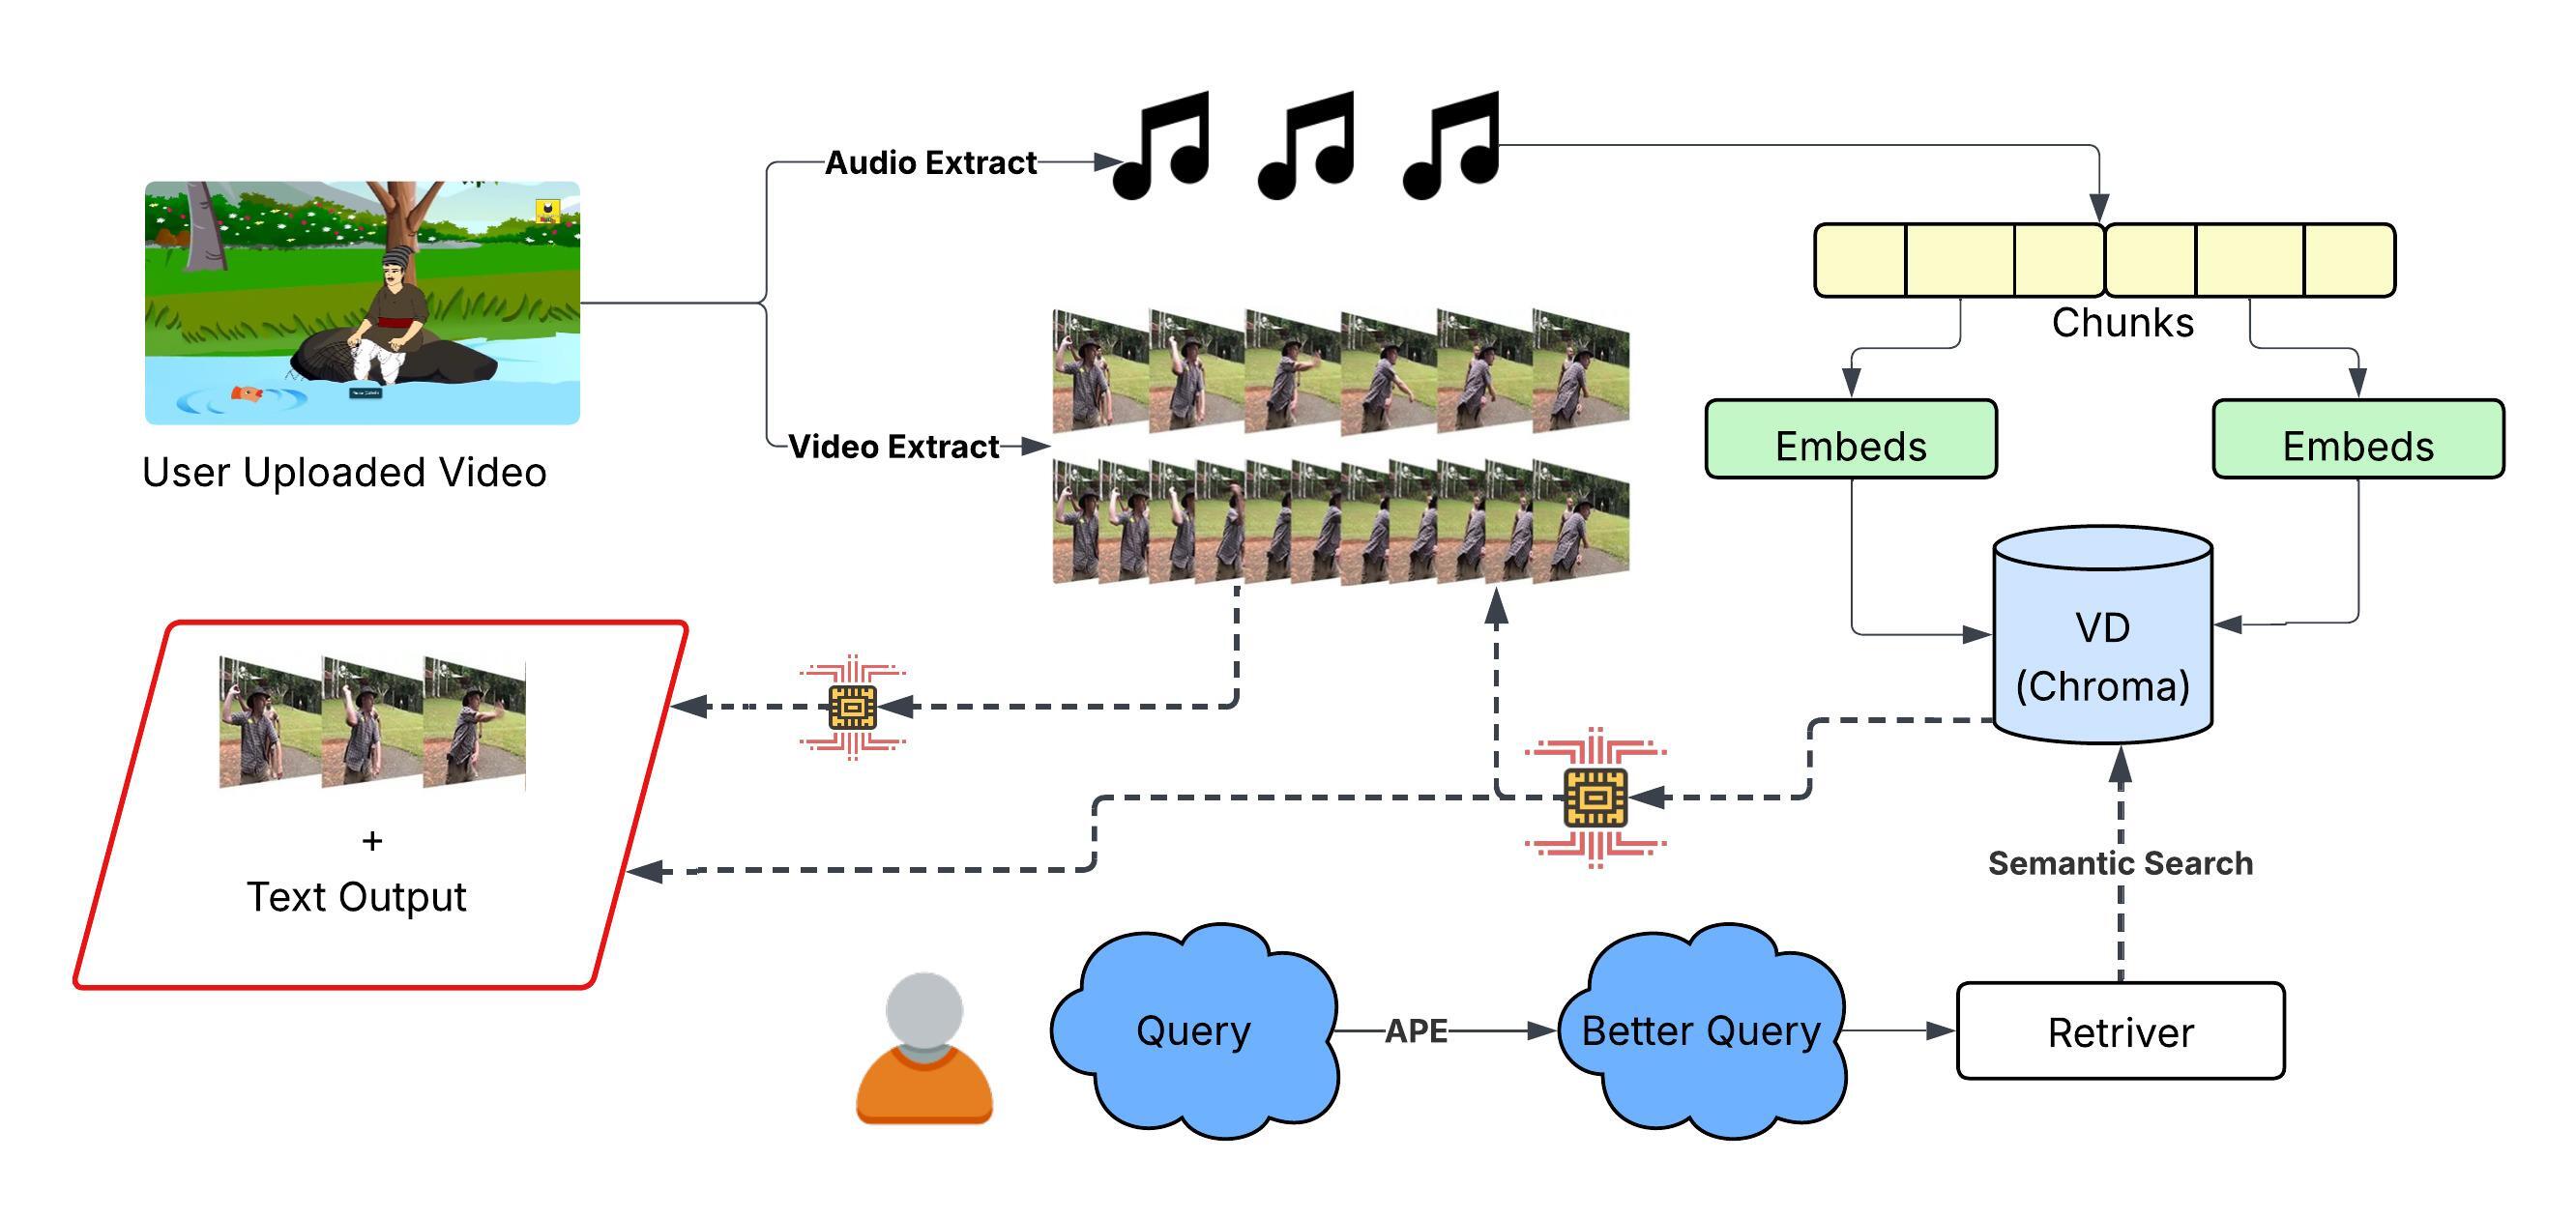 Audio Extract
User Uploaded Video
Video Extract
Chunks
Embeds
Embeds
VD
(Chroma)
+
Text Output
Semantic Search
Query
APE
Better Query
Retriver